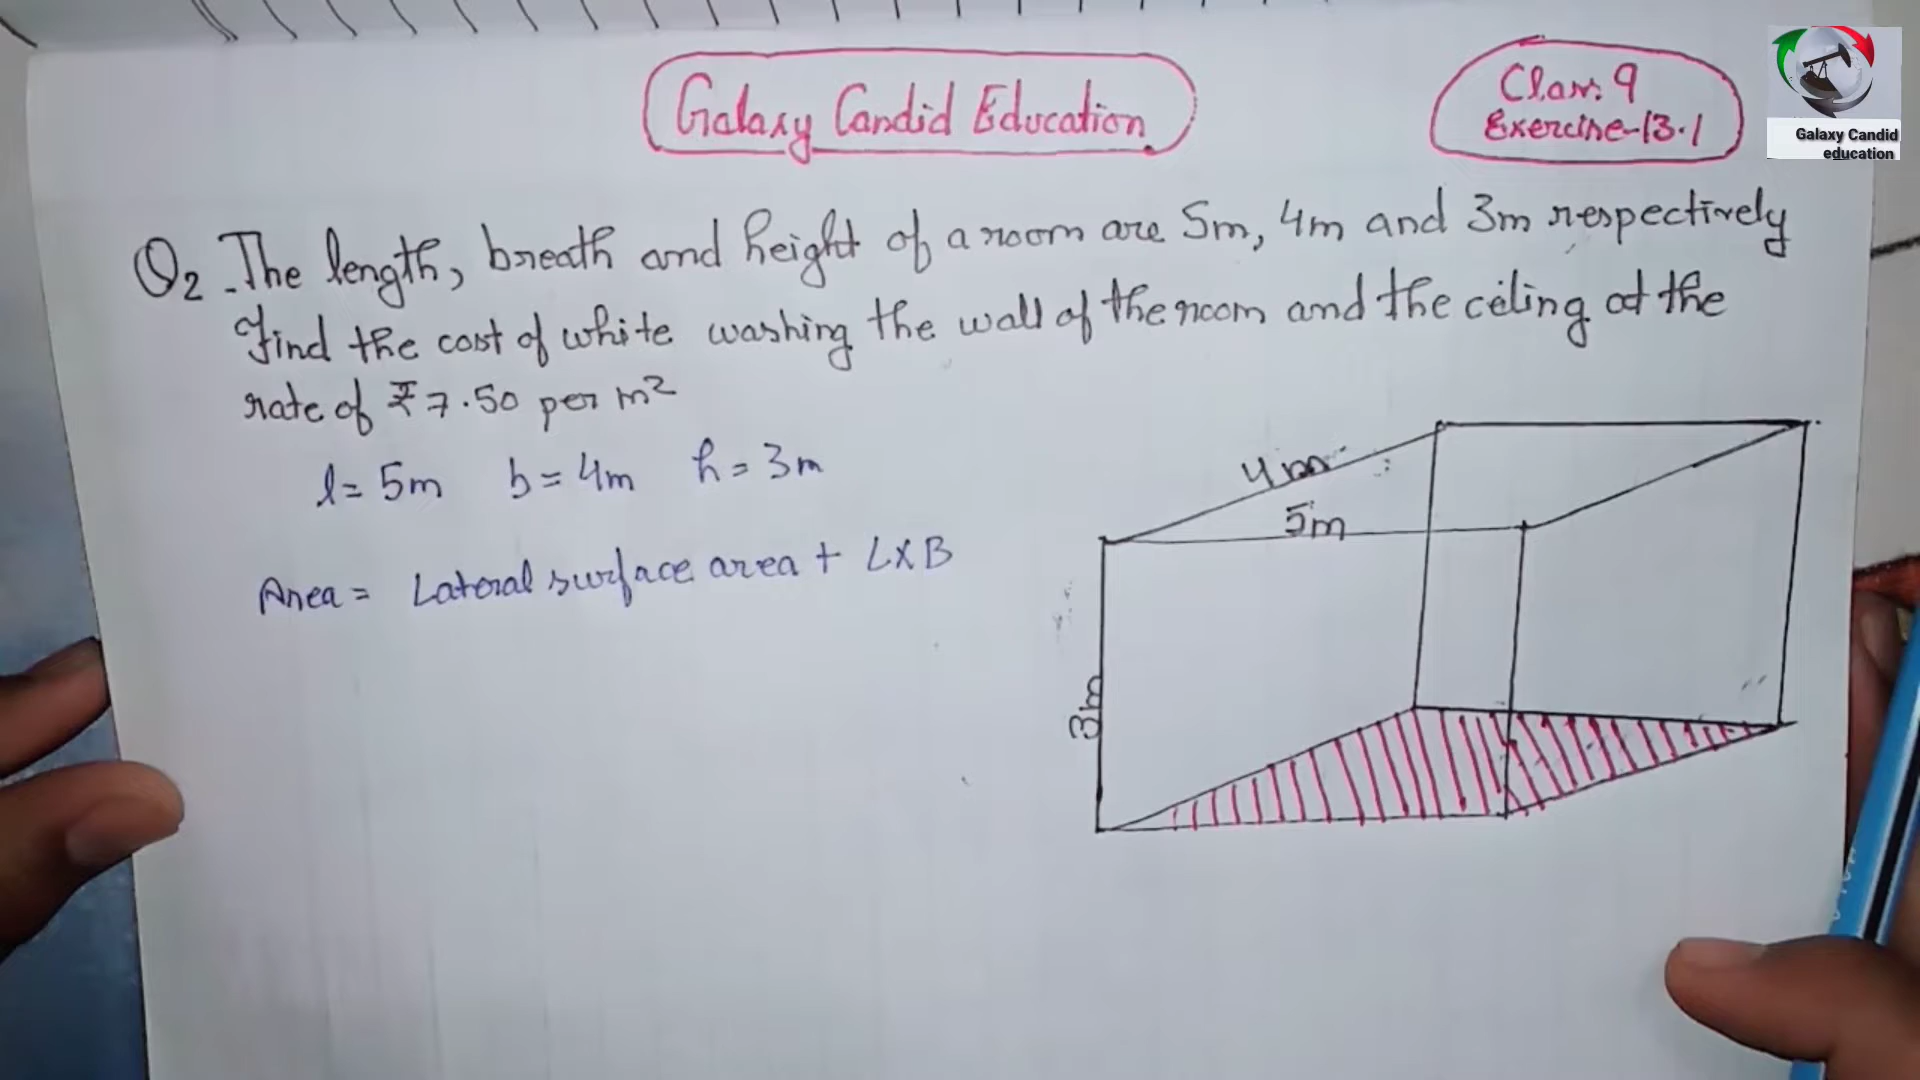 Galaxy Candid Education
Class: 9
Exercise-13.1
Galaxy Candid
education
Q2. The length, breath and height of a room are 5m, 4m and 3m respectively
Find the cost of white washing the wall of the room and the ceiling at the
rate of ₹7.50 per m²
l= 5m b= 4m h= 3m
Area= Lateral surface area + L×B
4m
5m
3m